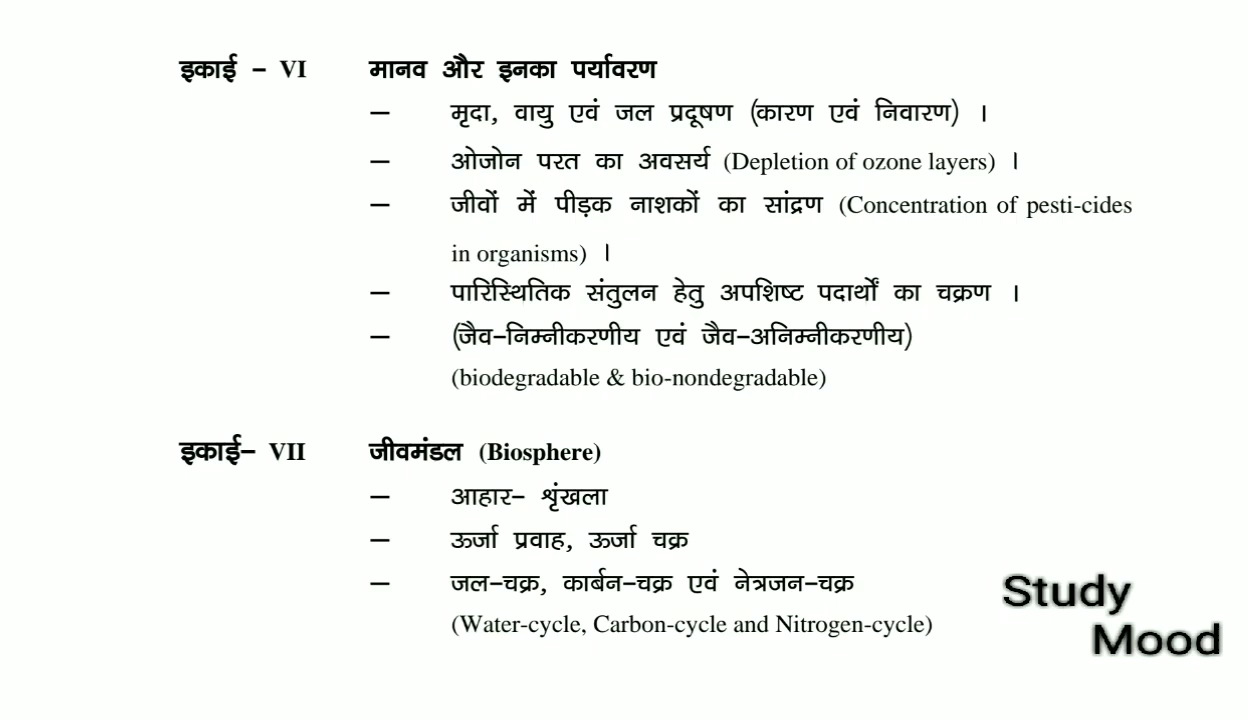 इकाई – VI मानव और इनका पर्यावरण
– मृदा, वायु एवं जल प्रदूषण (कारण एवं निवारण) ।
– ओजोन परत का अवसर्य (Depletion of ozone layers) ।
– जीवों में पीड़क नाशकों का सांद्रण (Concentration of pesti-cides
in organisms) ।
– पारिस्थितिक संतुलन हेतु अपशिष्ट पदार्थों का चक्रण ।
– (जैव–निम्नीकरणीय एवं जैव–अनिम्नीकरणीय)
(biodegradable & bio-nondegradable)
इकाई– VII जीवमंडल (Biosphere)
– आहार– शृंखला
– ऊर्जा प्रवाह, ऊर्जा चक्र
– जल–चक्र, कार्बन–चक्र एवं नेत्रजन–चक्र
(Water-cycle, Carbon-cycle and Nitrogen-cycle)
Study
Mood